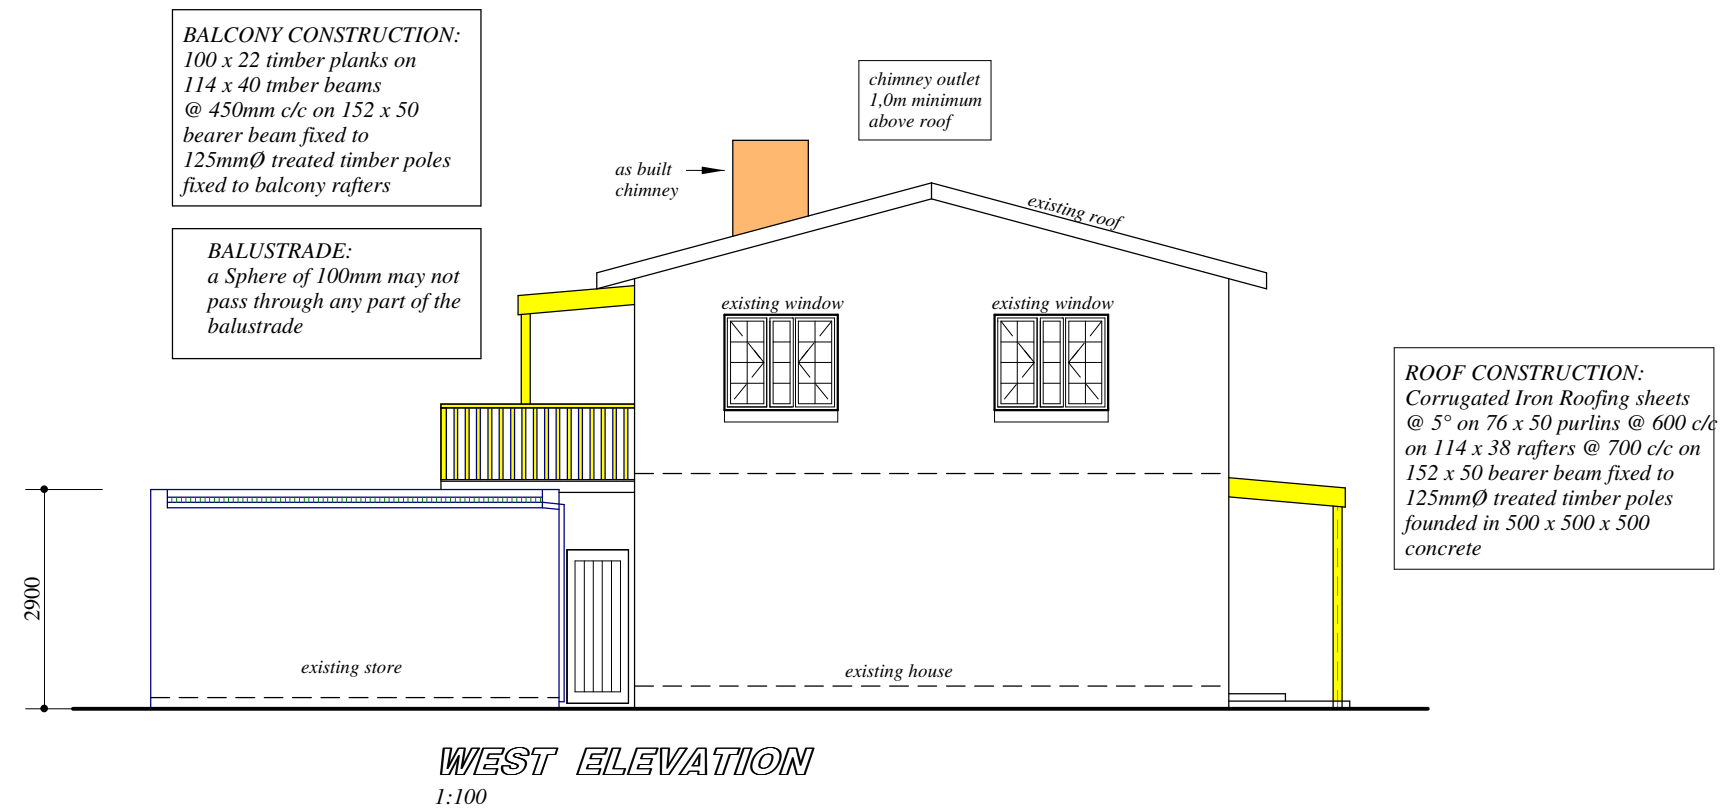 BALCONY CONSTRUCTION:
100 x 22 timber planks on
114 x 40 tmber beams
@ 450mm c/c on 152 x 50
bearer beam fixed to
125mmØ treated timber poles
fixed to balcony rafters
BALUSTRADE:
a Sphere of 100mm may not
pass through any part of the
balustrade
chimney outlet
1,0m minimum
above roof
as built
chimney
existing roof
existing window
existing window
ROOF CONSTRUCTION:
Corrugated Iron Roofing sheets
@ 5° on 76 x 50 purlins @ 600 c/c
on 114 x 38 rafters @ 700 c/c on
152 x 50 bearer beam fixed to
125mmØ treated timber poles
founded in 500 x 500 x 500
concrete
2900
existing store
existing house
WEST ELEVATION
1:100